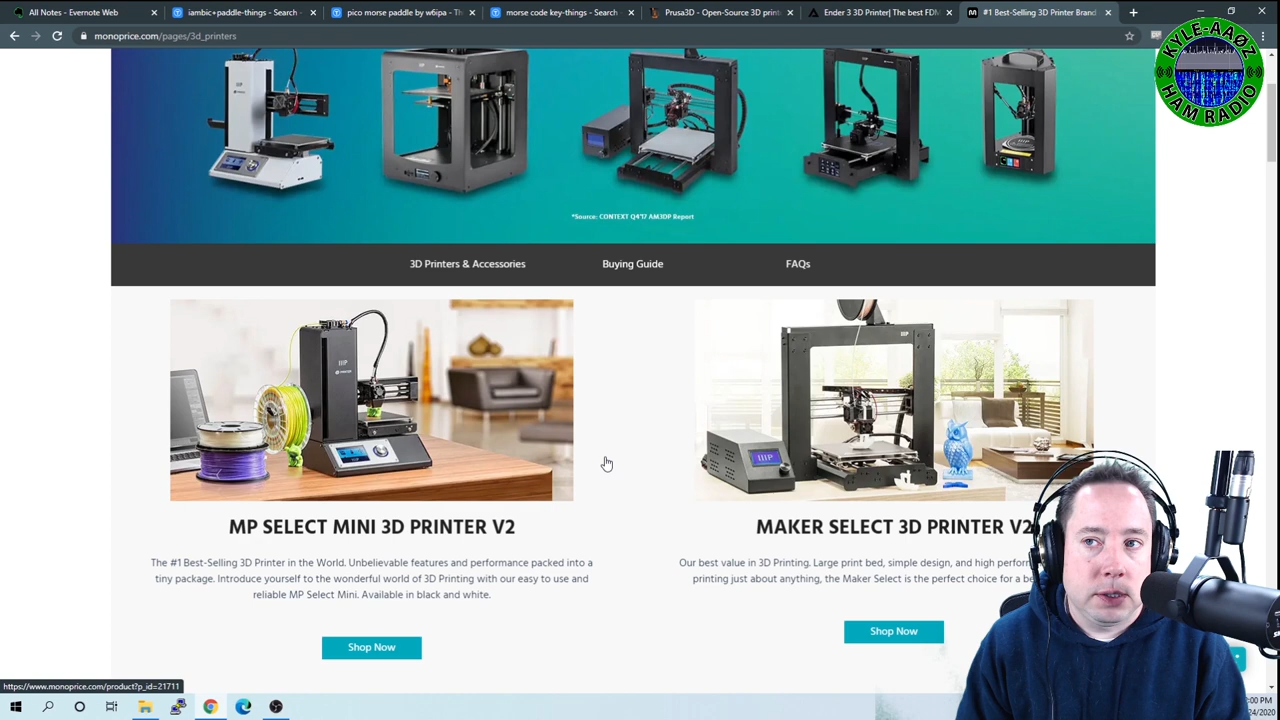 All Notes - Evernote Web
iambic+paddle-things - Search -
pico morse paddle by w6ipa - Th
morse code key-things - Search
Prusa3D - Open-Source 3D print
Ender 3 3D Printer| The best FDM
#1 Best-Selling 3D Printer Brand
monoprice.com/pages/3d_printers
KYLE-AAØZ
HAM RADIO
*Source: CONTEXT Q4'17 AM3DP Report
3D Printers & Accessories
Buying Guide
FAQs
MP SELECT MINI 3D PRINTER V2
The #1 Best-Selling 3D Printer in the World. Unbelievable features and performance packed into a
tiny package. Introduce yourself to the wonderful world of 3D Printing with our easy to use and
reliable MP Select Mini. Available in black and white.
Shop Now
MAKER SELECT 3D PRINTER V2
Our best value in 3D Printing. Large print bed, simple design, and high perform
printing just about anything, the Maker Select is the perfect choice for a be
Shop Now
https://www.monoprice.com/product?p_id=21711
:00 PM
24/2020